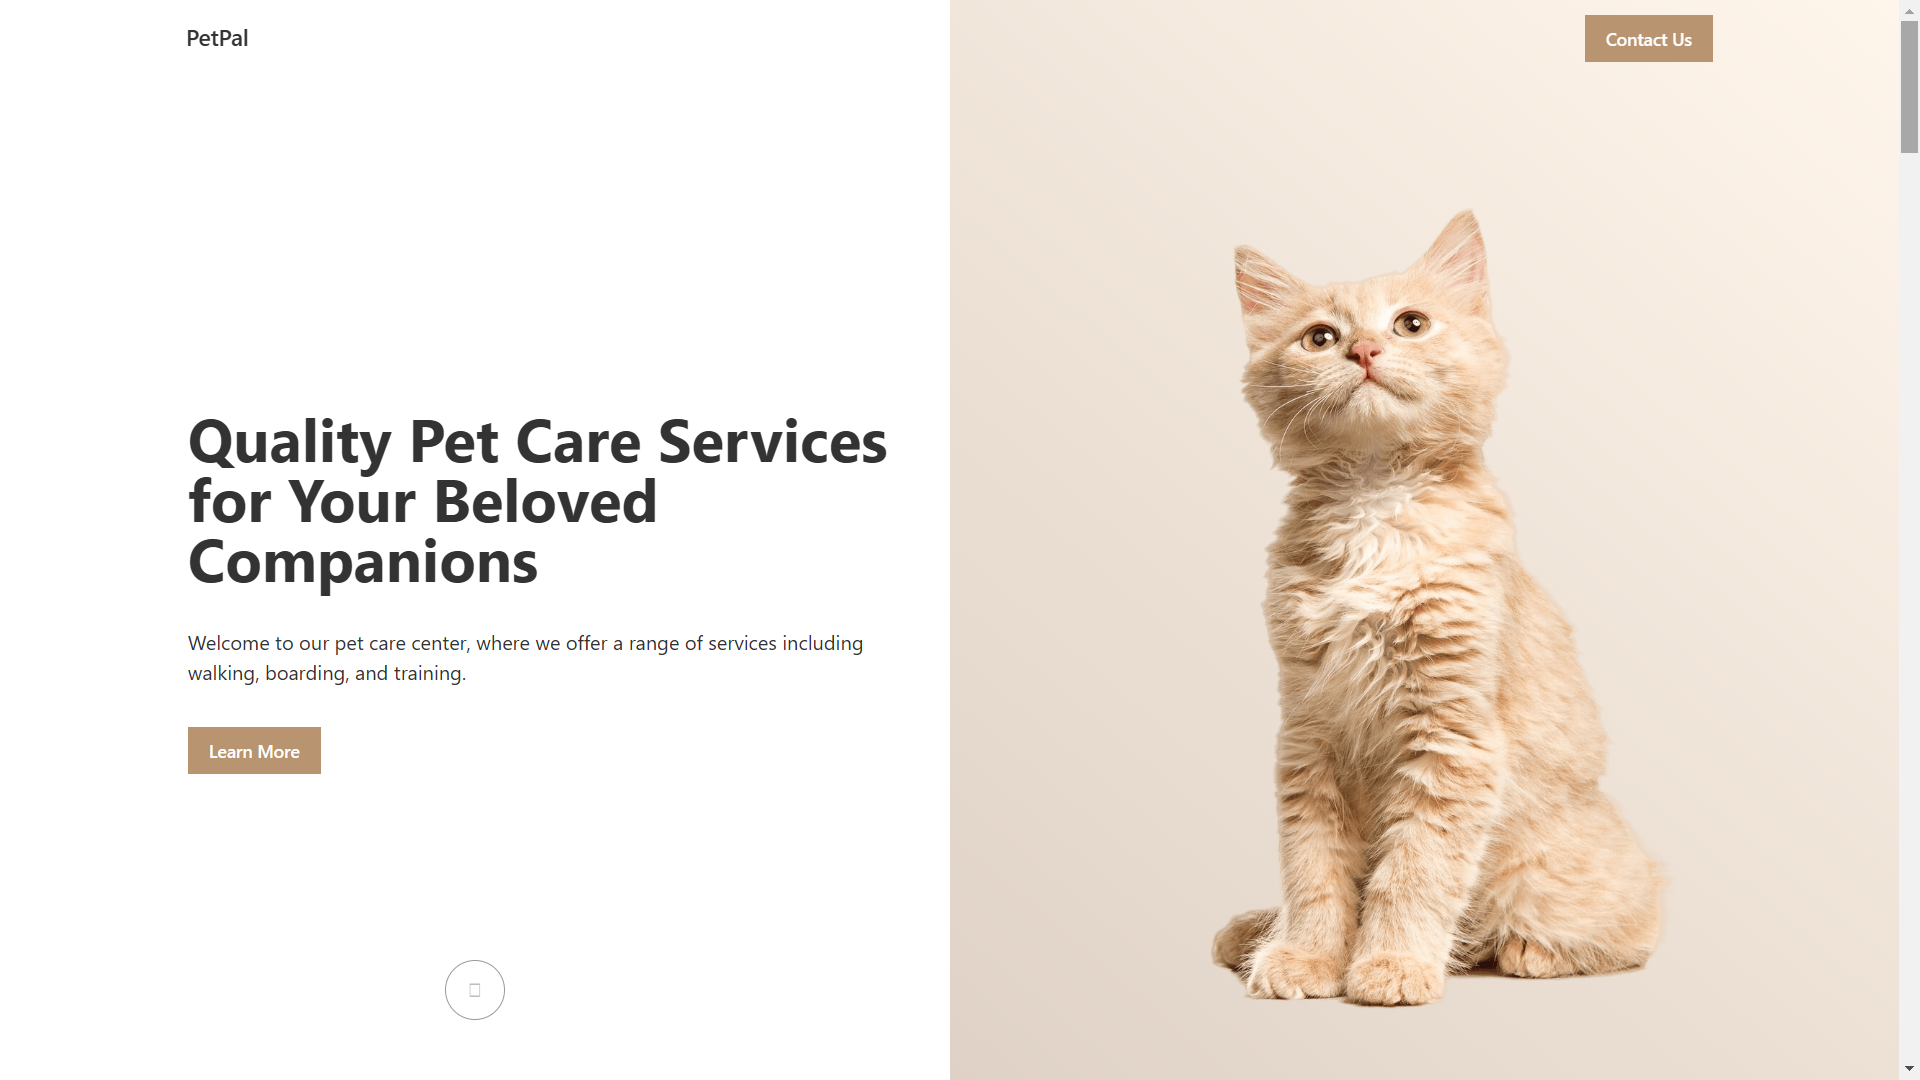 PetPal
Contact Us
Quality Pet Care Services
for Your Beloved
Companions
Welcome to our pet care center, where we offer a range of services including
walking, boarding, and training.
Learn More